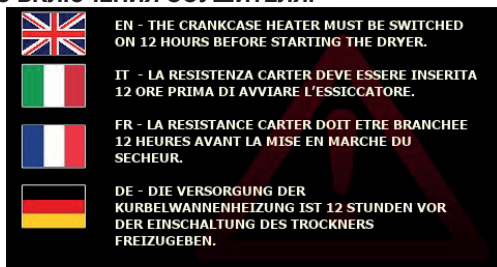 ВКЛЮЧЕНИЯ ОСУШИТЕЛЯ.
EN - THE CRANKCASE HEATER MUST BE SWITCHED
ON 12 HOURS BEFORE STARTING THE DRYER.
IT - LA RESISTENZA CARTER DEVE ESSERE INSERITA
12 ORE PRIMA DI AVVIARE L'ESSICCATORE.
FR - LA RESISTANCE CARTER DOIT ETRE BRANCHEE
12 HEURES AVANT LA MISE EN MARCHE DU
SECHEUR.
DE - DIE VERSORGUNG DER
KURBELWANNENHEIZUNG IST 12 STUNDEN VOR
DER EINSCHALTUNG DES TROCKNERS
FREIZUGEBEN.